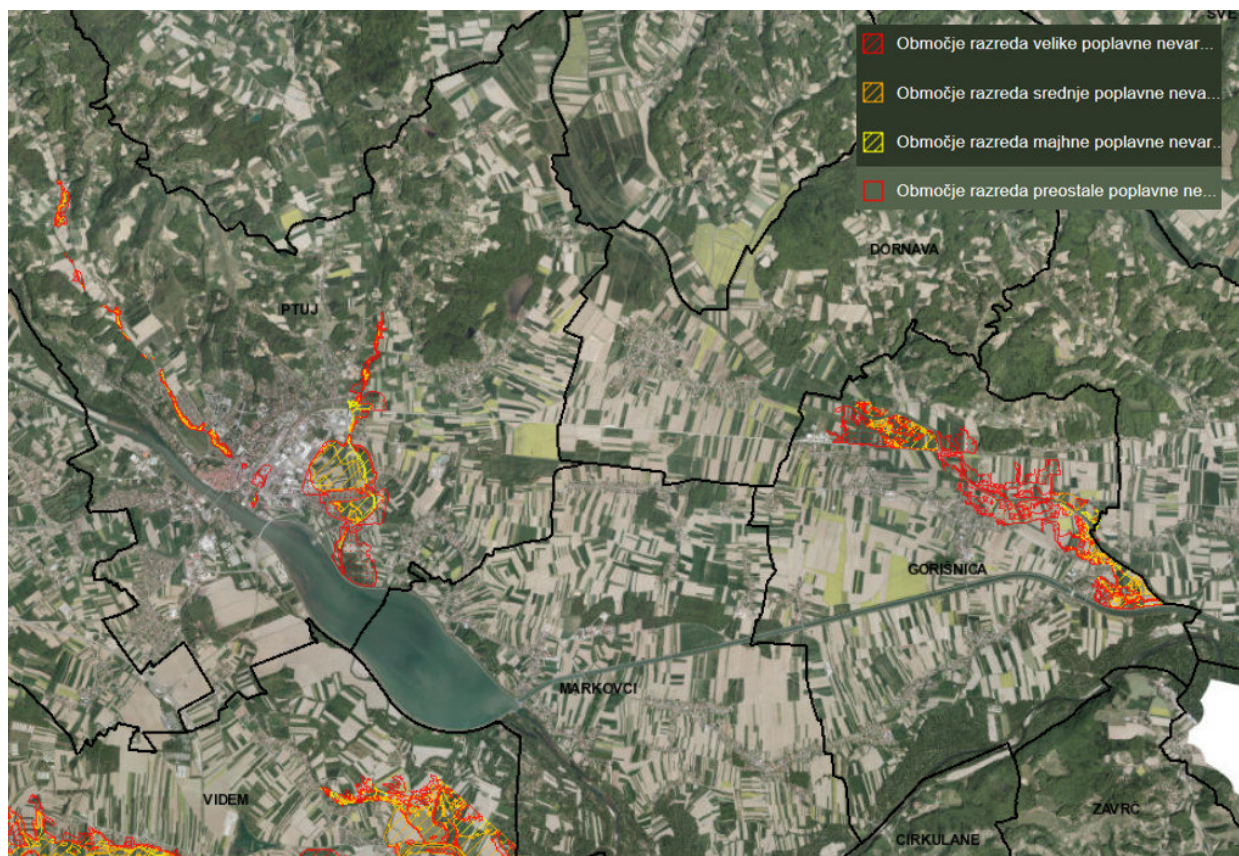 SVE
Območje razreda velike poplavne nevar...
Območje razreda srednje poplavne neva...
Območje razreda majhne poplavne nevar...
Območje razreda preostale poplavne ne...
DORNAVA
PTUJ
GORIŠNICA
MARKOVCI
VIDEM
ZAVRČ
CIRKULANE